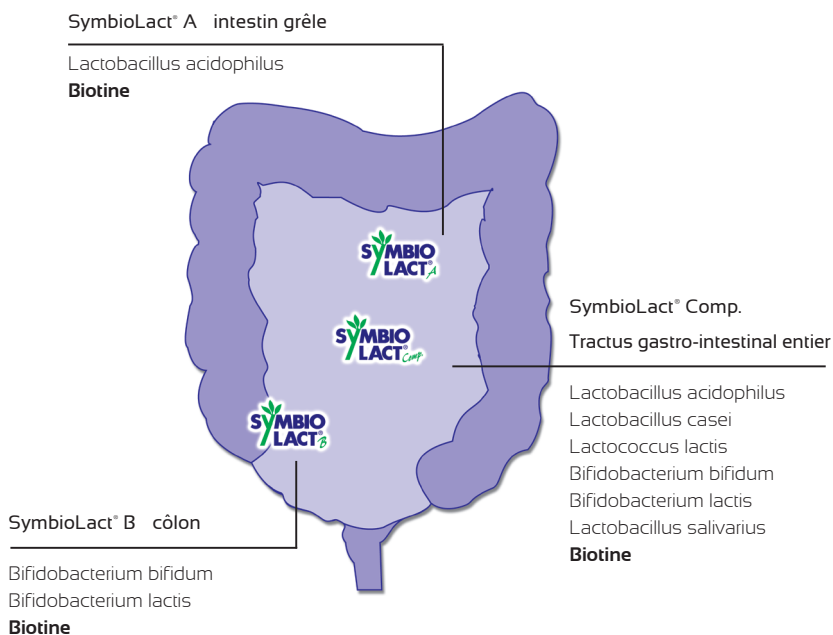 SymbioLact® A intestin grêle
Lactobacillus acidophilus
Biotine
SYMBIO
LACT® A
SYMBIO
LACT® Comp.
SYMBIO
LACT® B
SymbioLact® Comp.
Tractus gastro-intestinal entier
Lactobacillus acidophilus
Lactobacillus casei
Lactococcus lactis
Bifidobacterium bifidum
Bifidobacterium lactis
Lactobacillus salivarius
Biotine
SymbioLact® B côlon
Bifidobacterium bifidum
Bifidobacterium lactis
Biotine